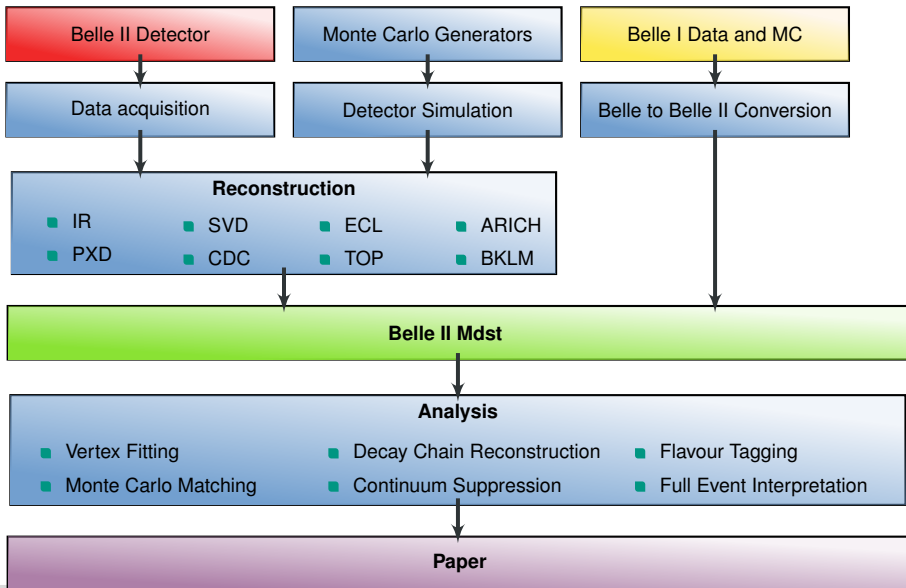 Belle II Detector
Monte Carlo Generators
Belle I Data and MC
Data acquisition
Detector Simulation
Belle to Belle II Conversion
Reconstruction
IR
SVD
ECL
ARICH
PXD
CDC
TOP
BKLM
Belle II Mdst
Analysis
Vertex Fitting
Decay Chain Reconstruction
Flavour Tagging
Monte Carlo Matching
Continuum Suppression
Full Event Interpretation
Paper